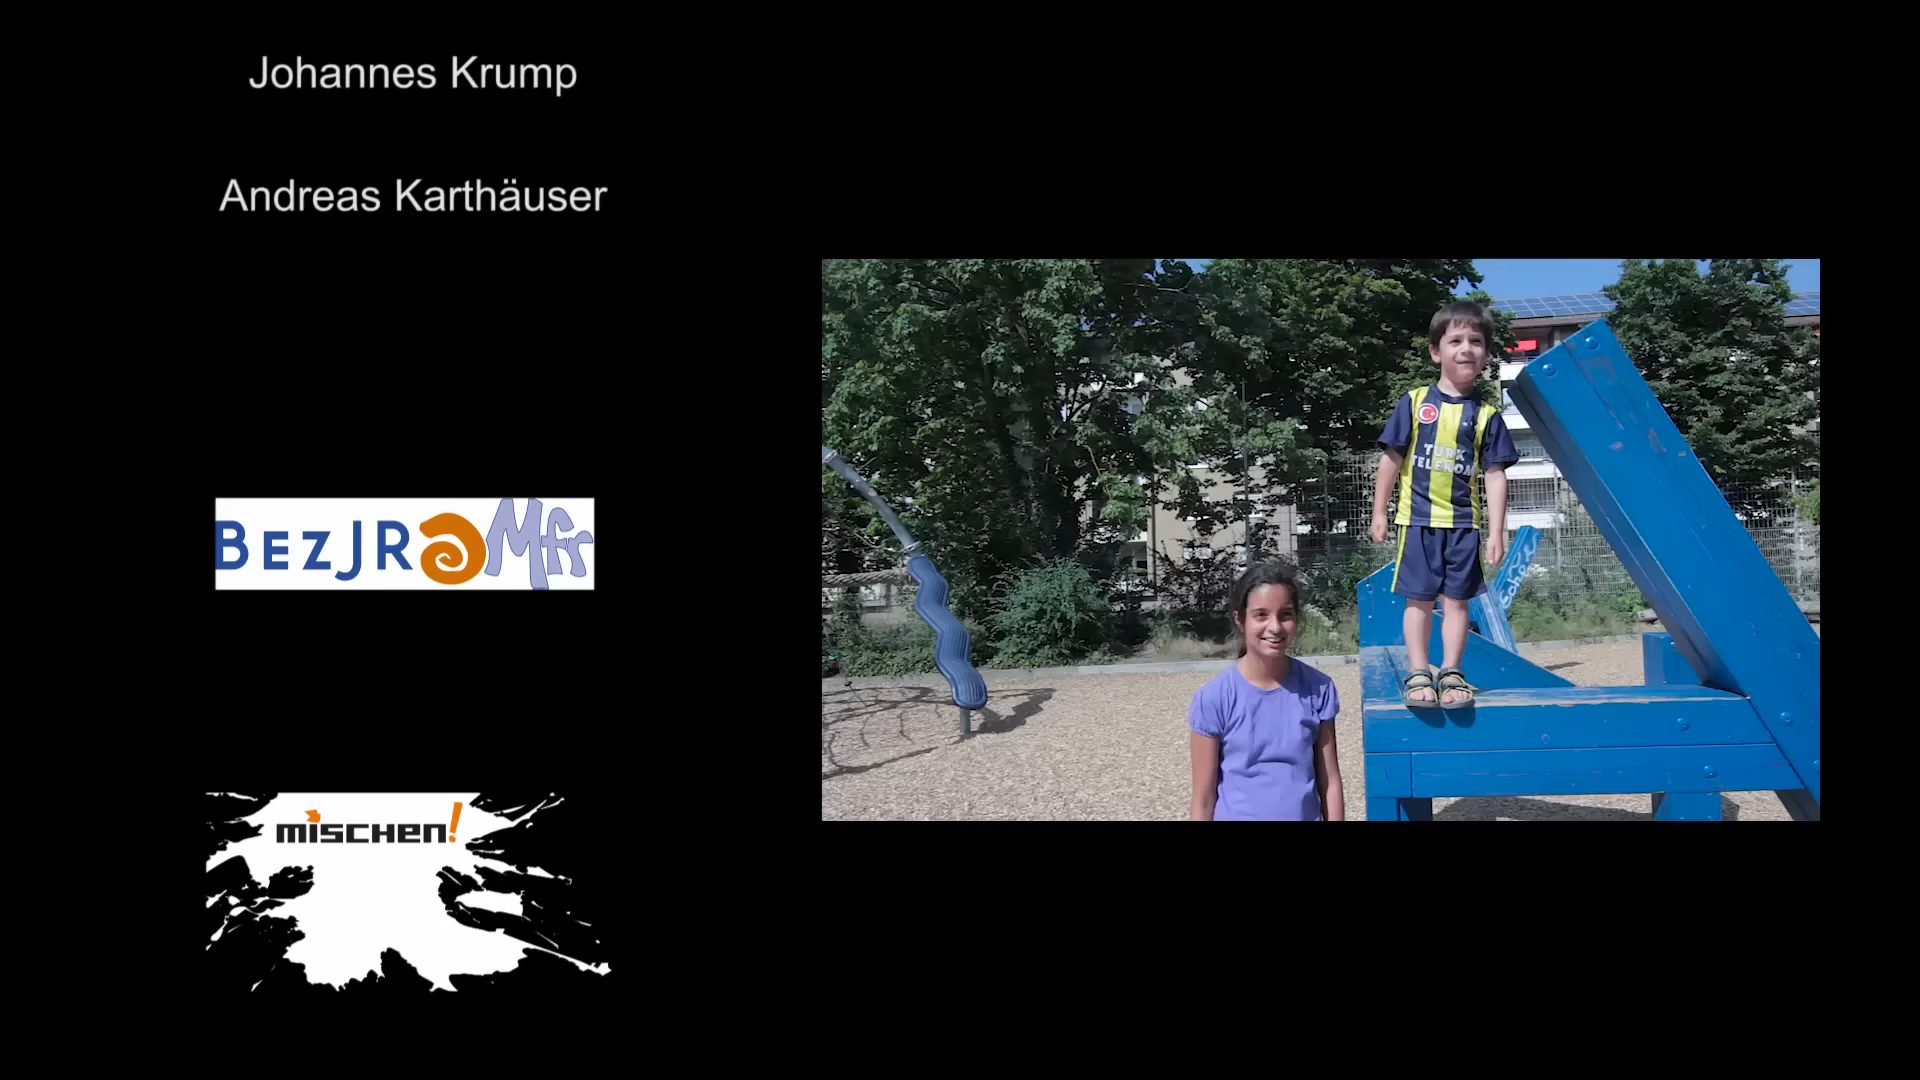 Johannes Krump
Andreas Karthäuser
BezJR Mfr
mischen!
TÜRK
TELEKOM